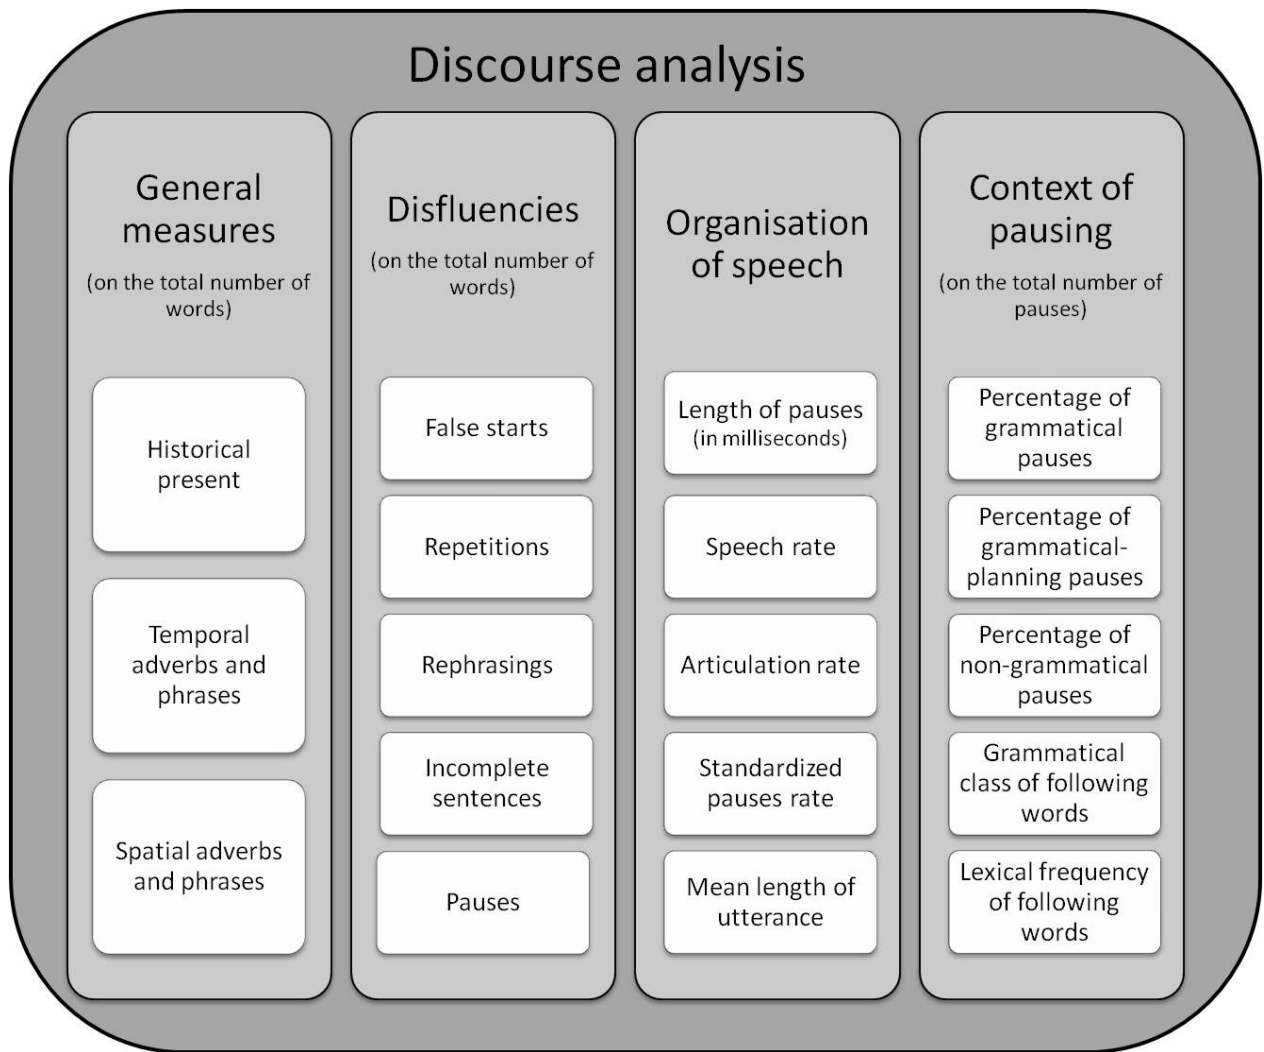 Discourse analysis
General
measures
(on the total number of
words)
Historical
present
Temporal
adverbs and
phrases
Spatial adverbs
and phrases
Disfluencies
(on the total number of
words)
False starts
Repetitions
Rephrasings
Incomplete
sentences
Pauses
Organisation
of speech
Length of pauses
(in milliseconds)
Speech rate
Articulation rate
Standardized
pauses rate
Mean length of
utterance
Context of
pausing
(on the total number of
pauses)
Percentage of
grammatical
pauses
Percentage of
grammatical-
planning pauses
Percentage of
non-grammatical
pauses
Grammatical
class of following
words
Lexical frequency
of following
words